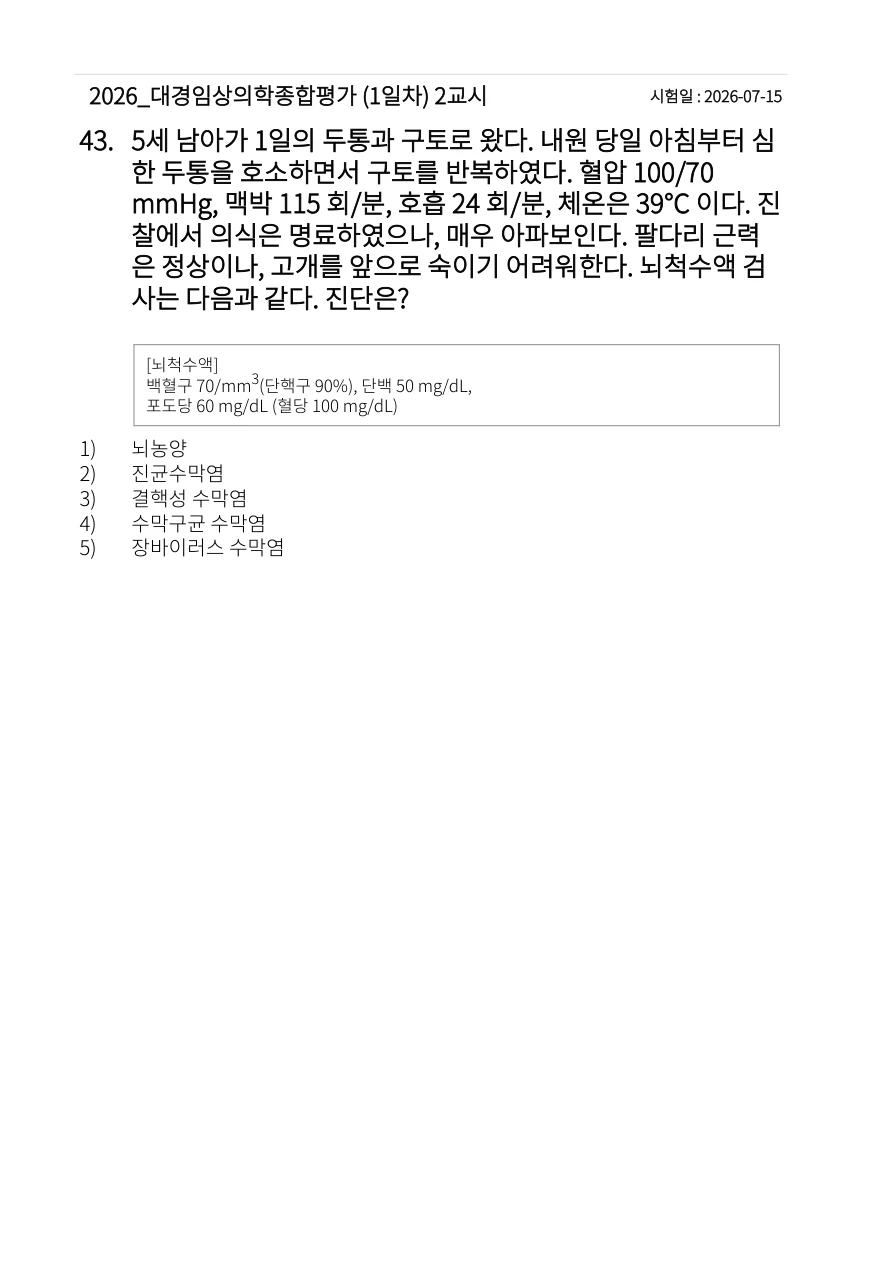 2026_대경임상의학종합평가 (1일차) 2교시
시험일 : 2026-07-15
43. 5세 남아가 1일의 두통과 구토로 왔다. 내원 당일 아침부터 심
한 두통을 호소하면서 구토를 반복하였다. 혈압 100/70
mmHg, 맥박 115 회/분, 호흡 24 회/분, 체온은 39℃ 이다. 진
찰에서 의식은 명료하였으나, 매우 아파보인다. 팔다리 근력
은 정상이나, 고개를 앞으로 숙이기 어려워한다. 뇌척수액 검
사는 다음과 같다. 진단은?
[뇌척수액]
백혈구 70/mm³(단핵구 90%), 단백 50 mg/dL,
포도당 60 mg/dL (혈당 100 mg/dL)
1) 뇌농양
2) 진균수막염
3) 결핵성 수막염
4) 수막구균 수막염
5) 장바이러스 수막염